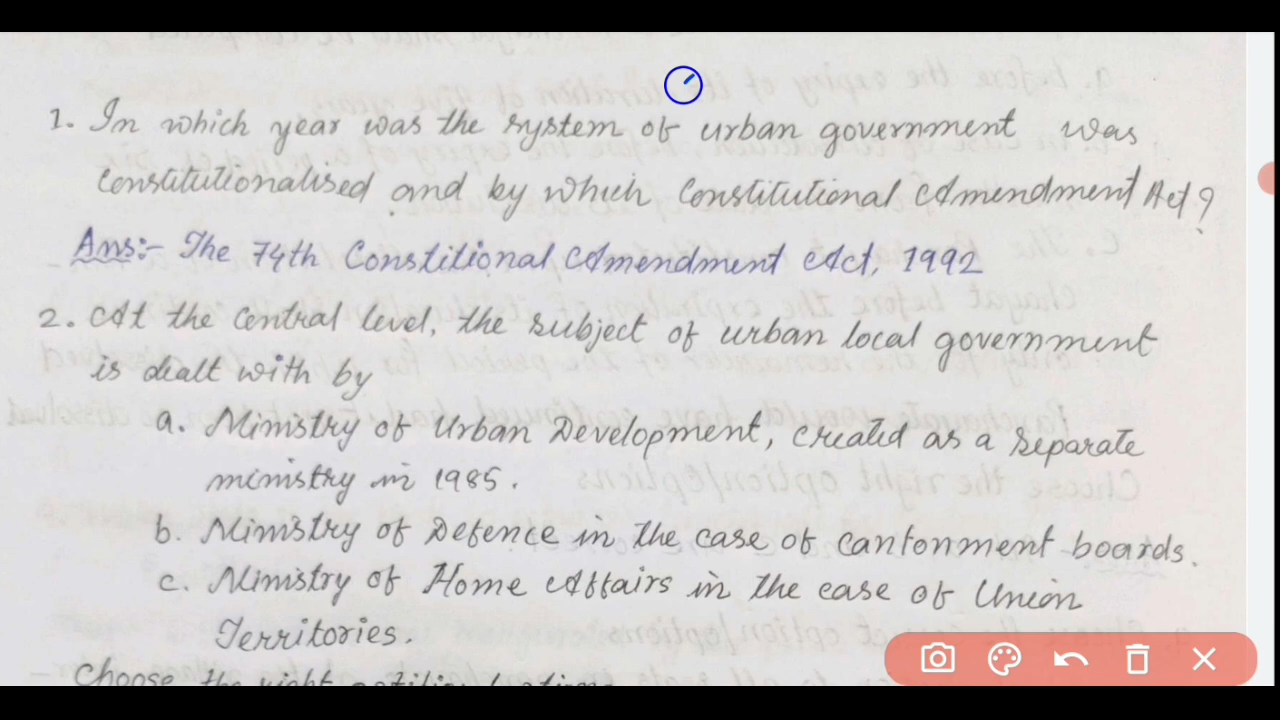 1. In which year was the system of urban government was
Constitutionalised and by which Constitutional Amendment Act?
Ans:- The 74th Constitional Amendment Act, 1992
2. At the Central level, the subject of urban local government
is dealt with by
a. Ministry of Urban Development, created as a separate
ministry in 1985.
b. Ministry of Defence in the case of cantonment boards.
c. Ministry of Home Affairs in the case of Union
Territories.
Choose the right